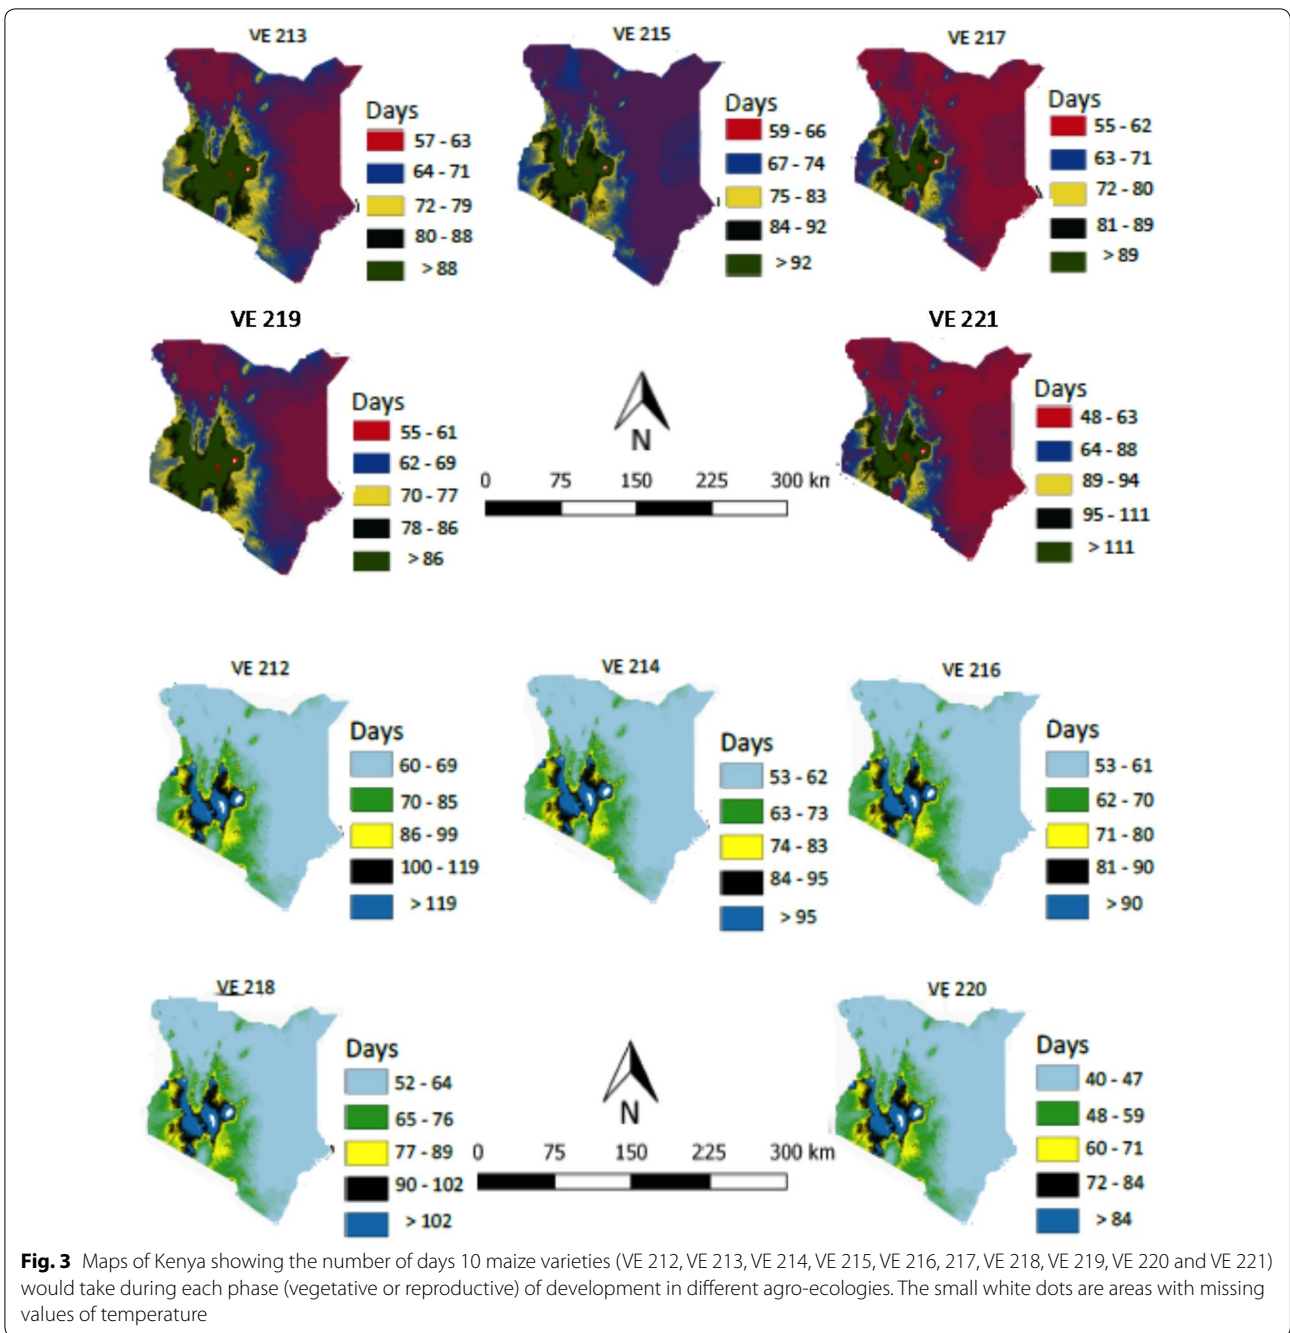 VE 213
Days
57 - 63
64 - 71
72 - 79
80 - 88
> 88
VE 215
Days
59 - 66
67 - 74
75 - 83
84 - 92
> 92
VE 217
Days
55 - 62
63 - 71
72 - 80
81 - 89
> 89
VE 219
Days
55 - 61
62 - 69
70 - 77
78 - 86
> 86
N
0 75 150 225 300 km
VE 221
Days
48 - 63
64 - 88
89 - 94
95 - 111
> 111
VE 212
Days
60 - 69
70 - 85
86 - 99
100 - 119
> 119
VE 214
Days
53 - 62
63 - 73
74 - 83
84 - 95
> 95
VE 216
Days
53 - 61
62 - 70
71 - 80
81 - 90
> 90
VE 218
Days
52 - 64
65 - 76
77 - 89
90 - 102
> 102
N
0 75 150 225 300 km
VE 220
Days
40 - 47
48 - 59
60 - 71
72 - 84
> 84
Fig. 3 Maps of Kenya showing the number of days 10 maize varieties (VE 212, VE 213, VE 214, VE 215, VE 216, 217, VE 218, VE 219, VE 220 and VE 221)
would take during each phase (vegetative or reproductive) of development in different agro-ecologies. The small white dots are areas with missing
values of temperature